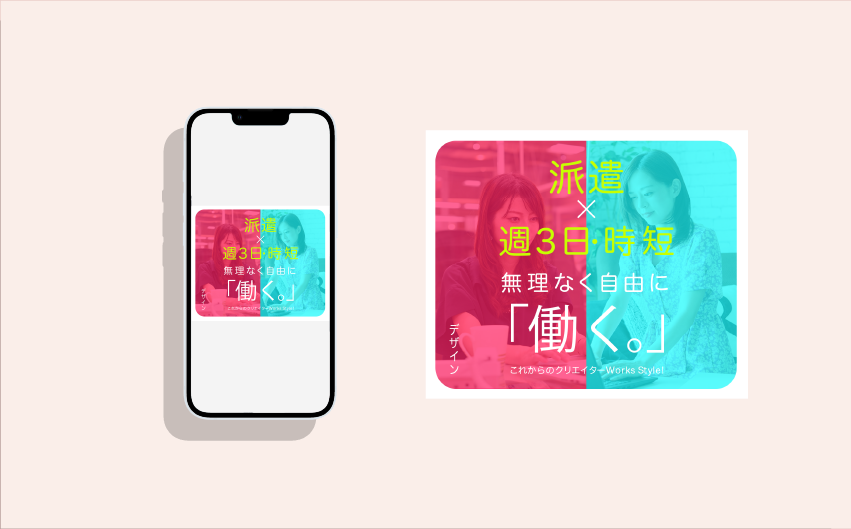 派遣
×
週3日・時短
無理なく自由に
「働く。」
デザイン
これからのクリエイターWorks Style!
派遣
×
週3日・時短
無理なく自由に
「働く。」
デザイン
これからのクリエイターWorks Style!